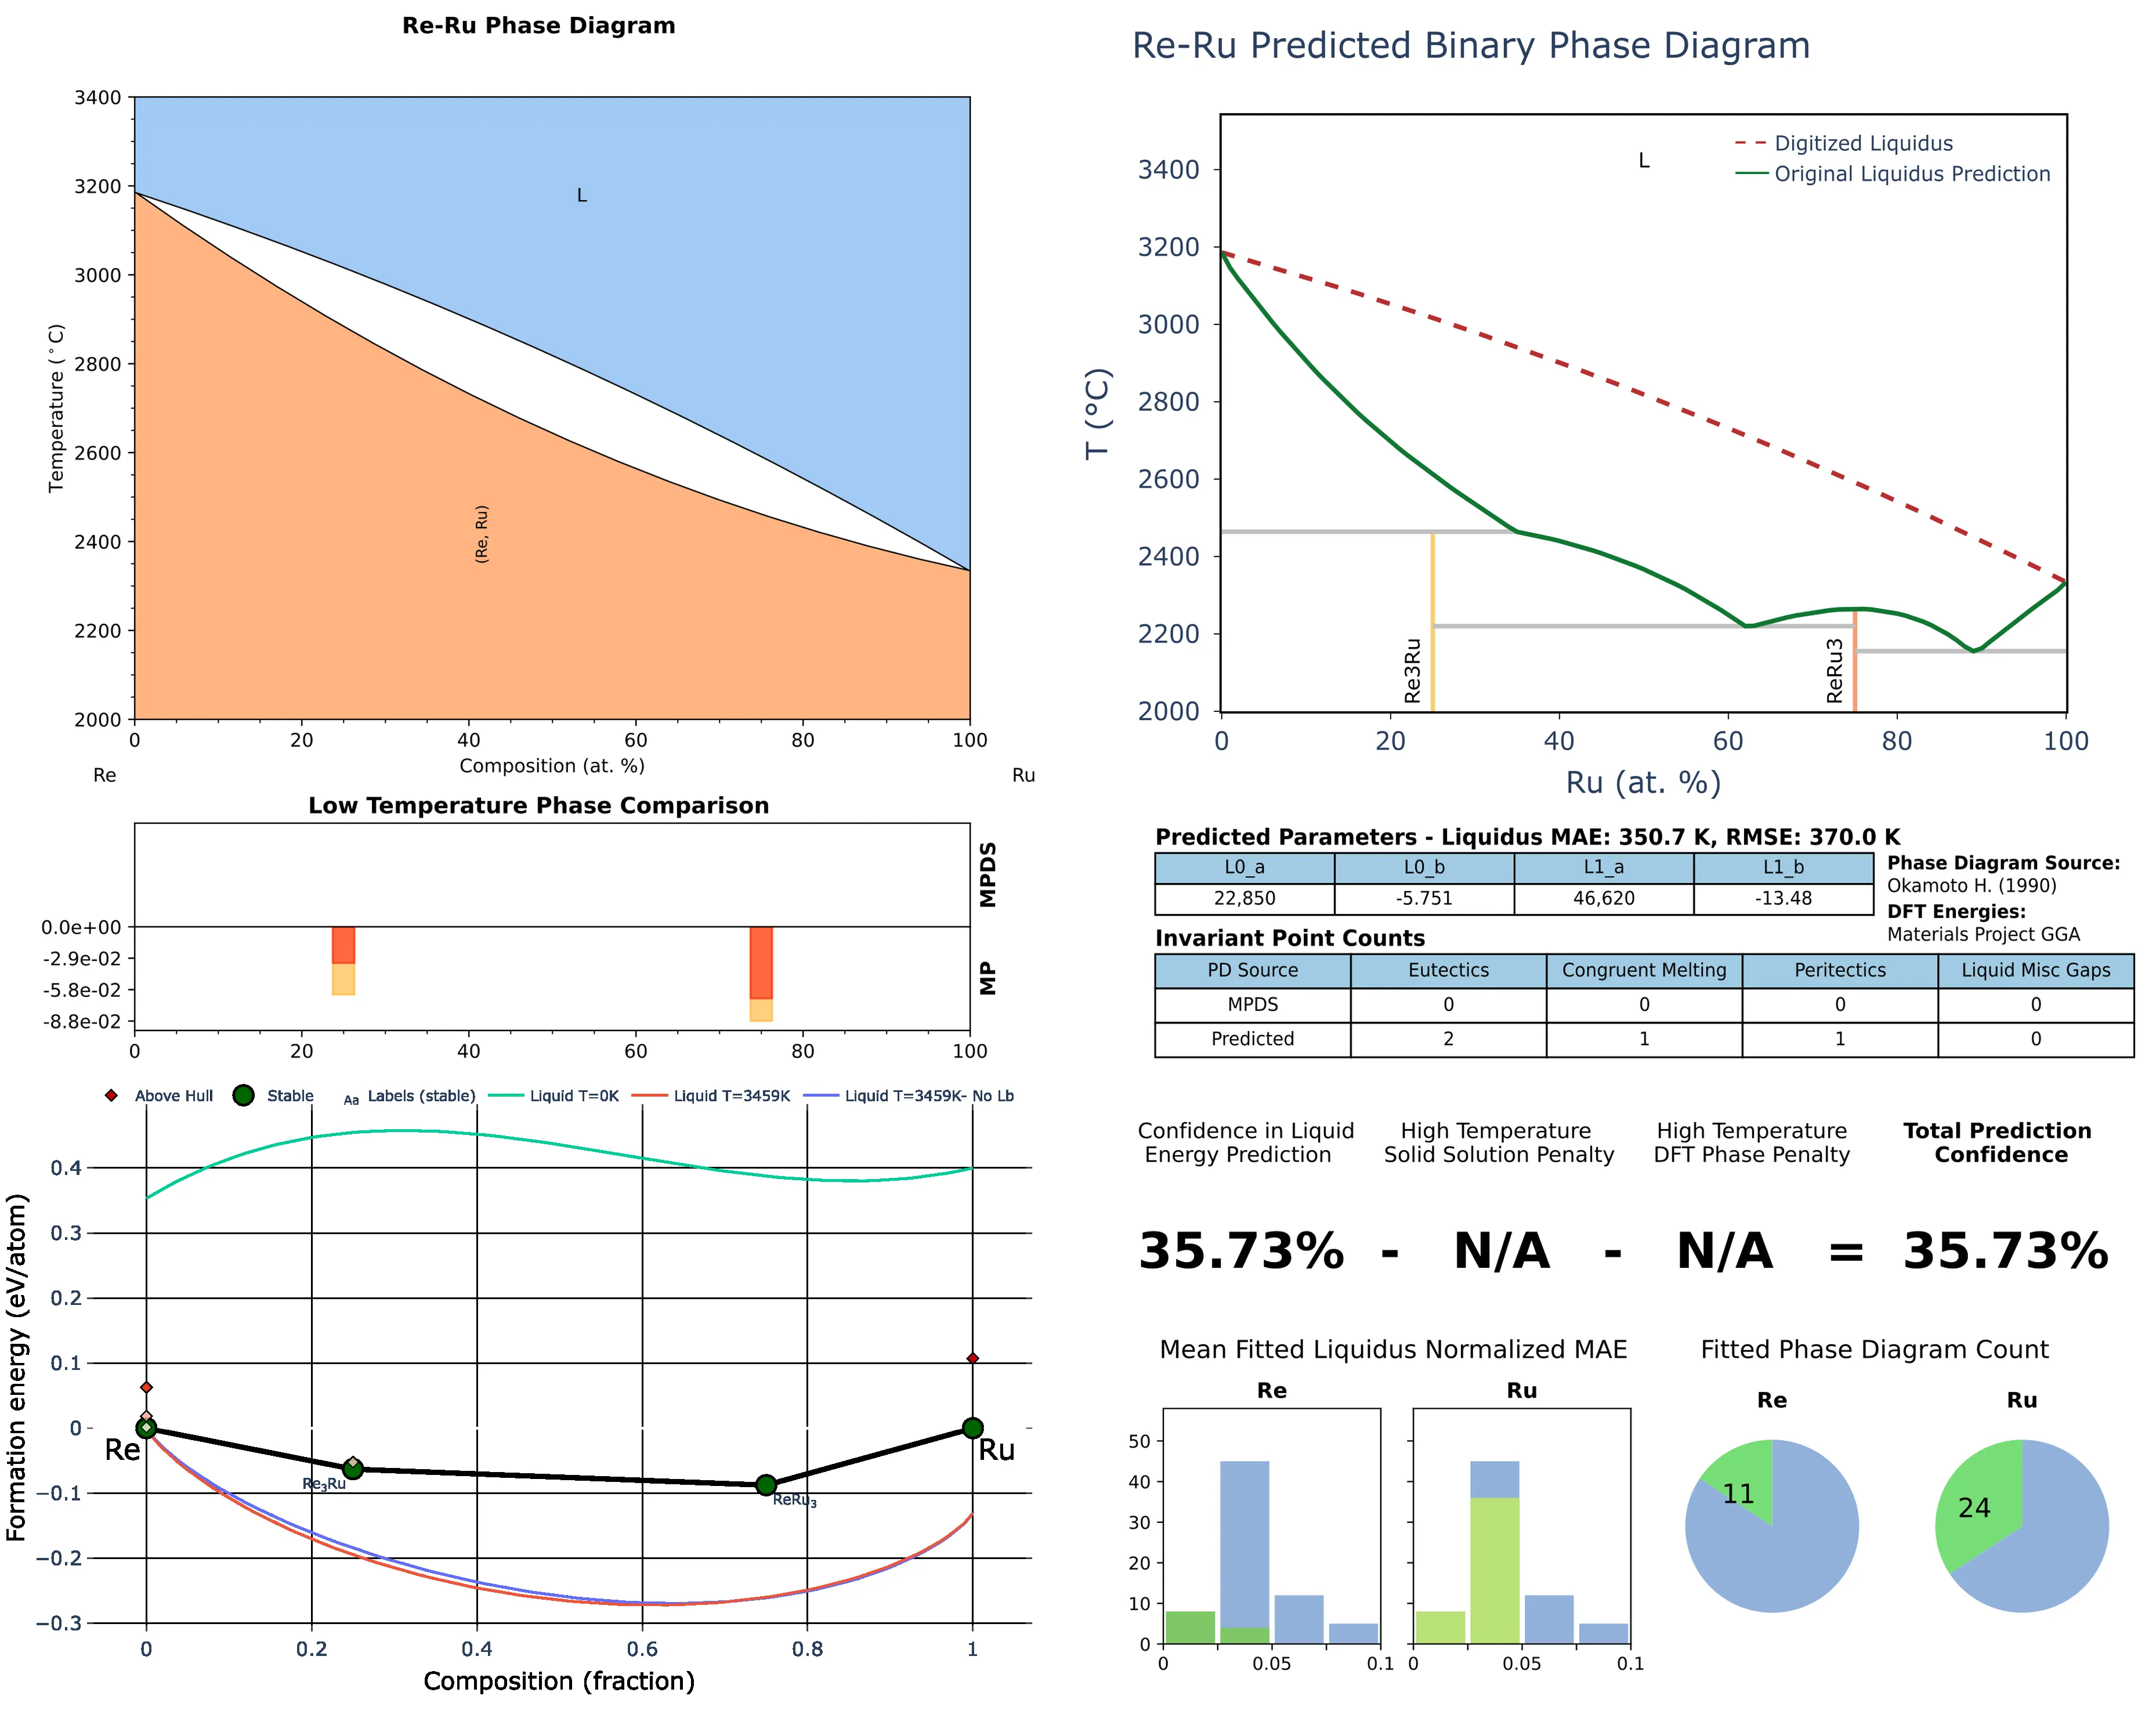 Re-Ru Phase Diagram
3400
3200
3000
2800
2600
2400
2200
2000
Temperature (°C)
L
(Re, Ru)
0 20 40 60 80 100
Composition (at. %)
Re Ru
Low Temperature Phase Comparison
0.0e+00
-2.9e-02
-5.8e-02
-8.8e-02
MPDS
MP
0 20 40 60 80 100
Above Hull Stable Aa Labels (stable) Liquid T=0K Liquid T=3459K Liquid T=3459K- No Lb
0.4
0.3
0.2
0.1
0
−0.1
−0.2
−0.3
Formation energy (eV/atom)
Re
Re₃Ru
ReRu₃
Ru
0 0.2 0.4 0.6 0.8 1
Composition (fraction)
Re-Ru Predicted Binary Phase Diagram
L
Digitized Liquidus
Original Liquidus Prediction
3400
3200
3000
2800
2600
2400
2200
2000
T (°C)
Re3Ru
ReRu3
0 20 40 60 80 100
Ru (at. %)
Predicted Parameters - Liquidus MAE: 350.7 K, RMSE: 370.0 K
L0_a L0_b L1_a L1_b
22,850 -5.751 46,620 -13.48
Phase Diagram Source:
Okamoto H. (1990)
DFT Energies:
Materials Project GGA
Invariant Point Counts
PD Source Eutectics Congruent Melting Peritectics Liquid Misc Gaps
MPDS 0 0 0 0
Predicted 2 1 1 0
Confidence in Liquid
Energy Prediction
High Temperature
Solid Solution Penalty
High Temperature
DFT Phase Penalty
Total Prediction
Confidence
35.73% - N/A - N/A = 35.73%
Mean Fitted Liquidus Normalized MAE
Re Ru
50
40
30
20
10
0
0 0.05 0.1 0 0.05 0.1
Fitted Phase Diagram Count
Re Ru
11 24